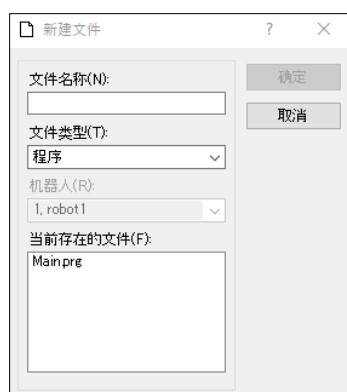 新建文件
?
文件名称(N):
确定
取消
文件类型(T):
程序
机器人(R):
1, robot1
当前存在的文件(F):
Main.prg